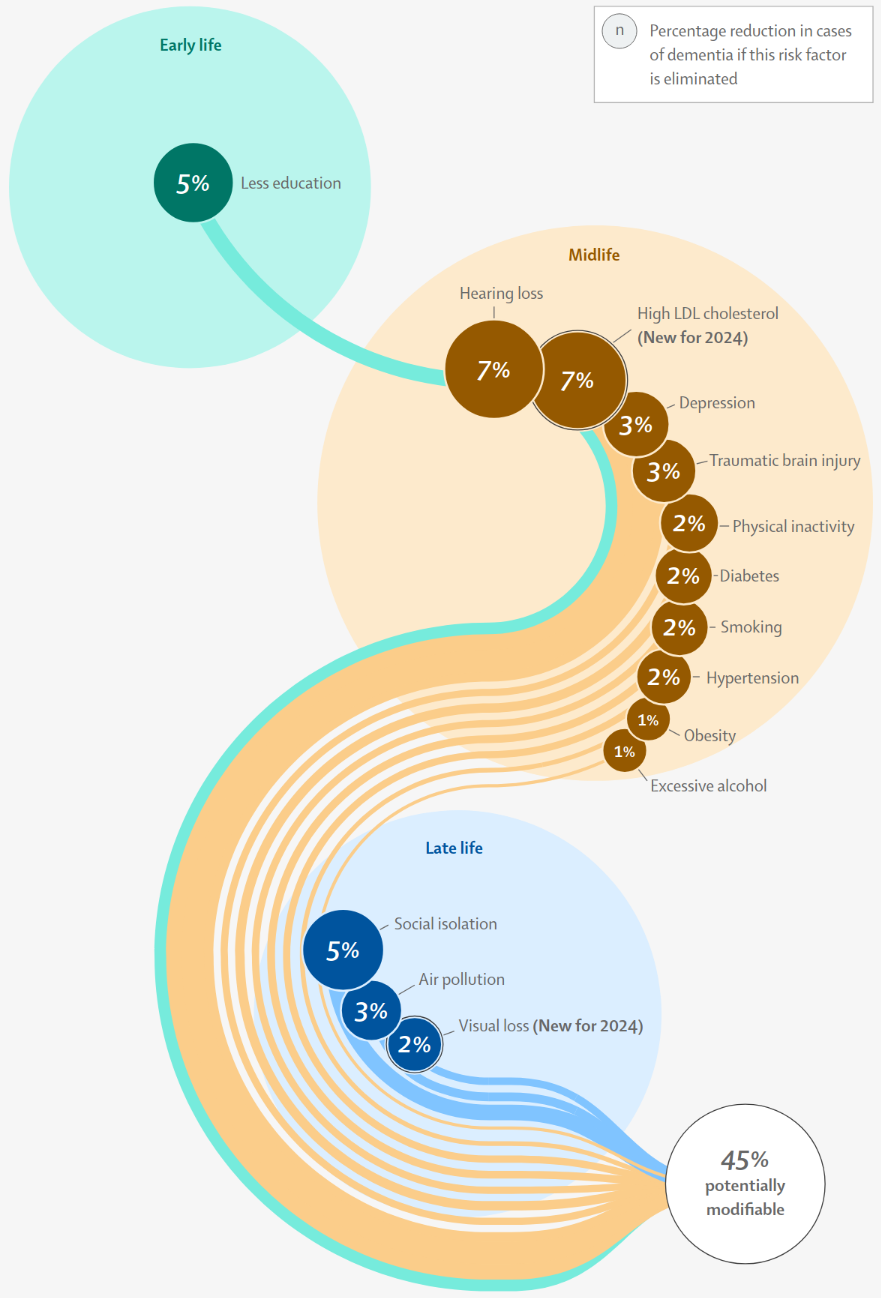 Early life
n
Percentage reduction in cases
of dementia if this risk factor
is eliminated
5%
Less education
Midlife
Hearing loss
7%
High LDL cholesterol
(New for 2024)
7%
Depression
3%
Traumatic brain injury
3%
Physical inactivity
2%
Diabetes
2%
Smoking
2%
Hypertension
2%
Obesity
1%
Excessive alcohol
1%
Late life
Social isolation
5%
Air pollution
3%
Visual loss (New for 2024)
2%
45%
potentially
modifiable